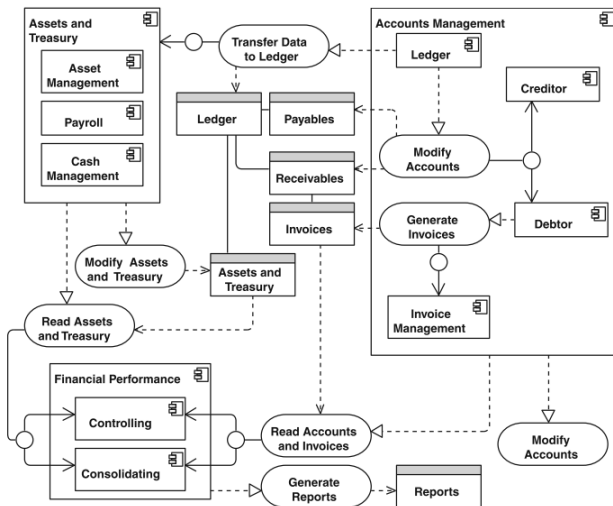 Assets and
Treasury
Asset
Management
Payroll
Cash
Management
Transfer Data
to Ledger
Accounts Management
Ledger
Creditor
Ledger
Payables
Modify
Accounts
Receivables
Generate
Invoices
Debtor
Invoices
Modify Assets
and Treasury
Assets and
Treasury
Invoice
Management
Read Assets
and Treasury
Financial Performance
Controlling
Consolidating
Read Accounts
and Invoices
Modify
Accounts
Generate
Reports
Reports